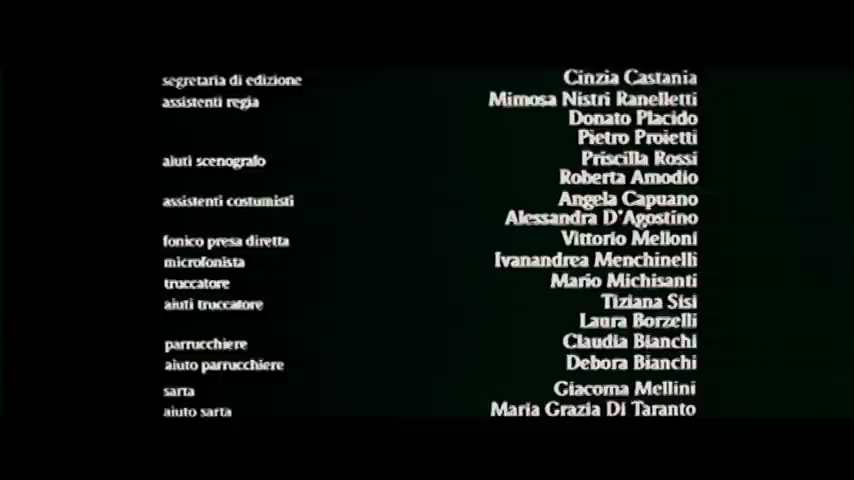 segretaria di edizione Cinzia Castania
assistenti regia Mimosa Nistri Ranelletti
Donato Placido
Pietro Proietti
aiuti scenografo Priscilla Rossi
Roberta Amodio
assistenti costumisti Angela Capuano
Alessandra D'Agostino
fonico presa diretta Vittorio Melloni
microfonista Ivanandrea Menchinelli
truccatore Mario Michisanti
aiuti truccatore Tiziana Sisi
Laura Borzelli
parrucchiere Claudia Bianchi
aiuto parrucchiere Debora Bianchi
sarta Giacoma Mellini
aiuto sarta Maria Grazia Di Taranto